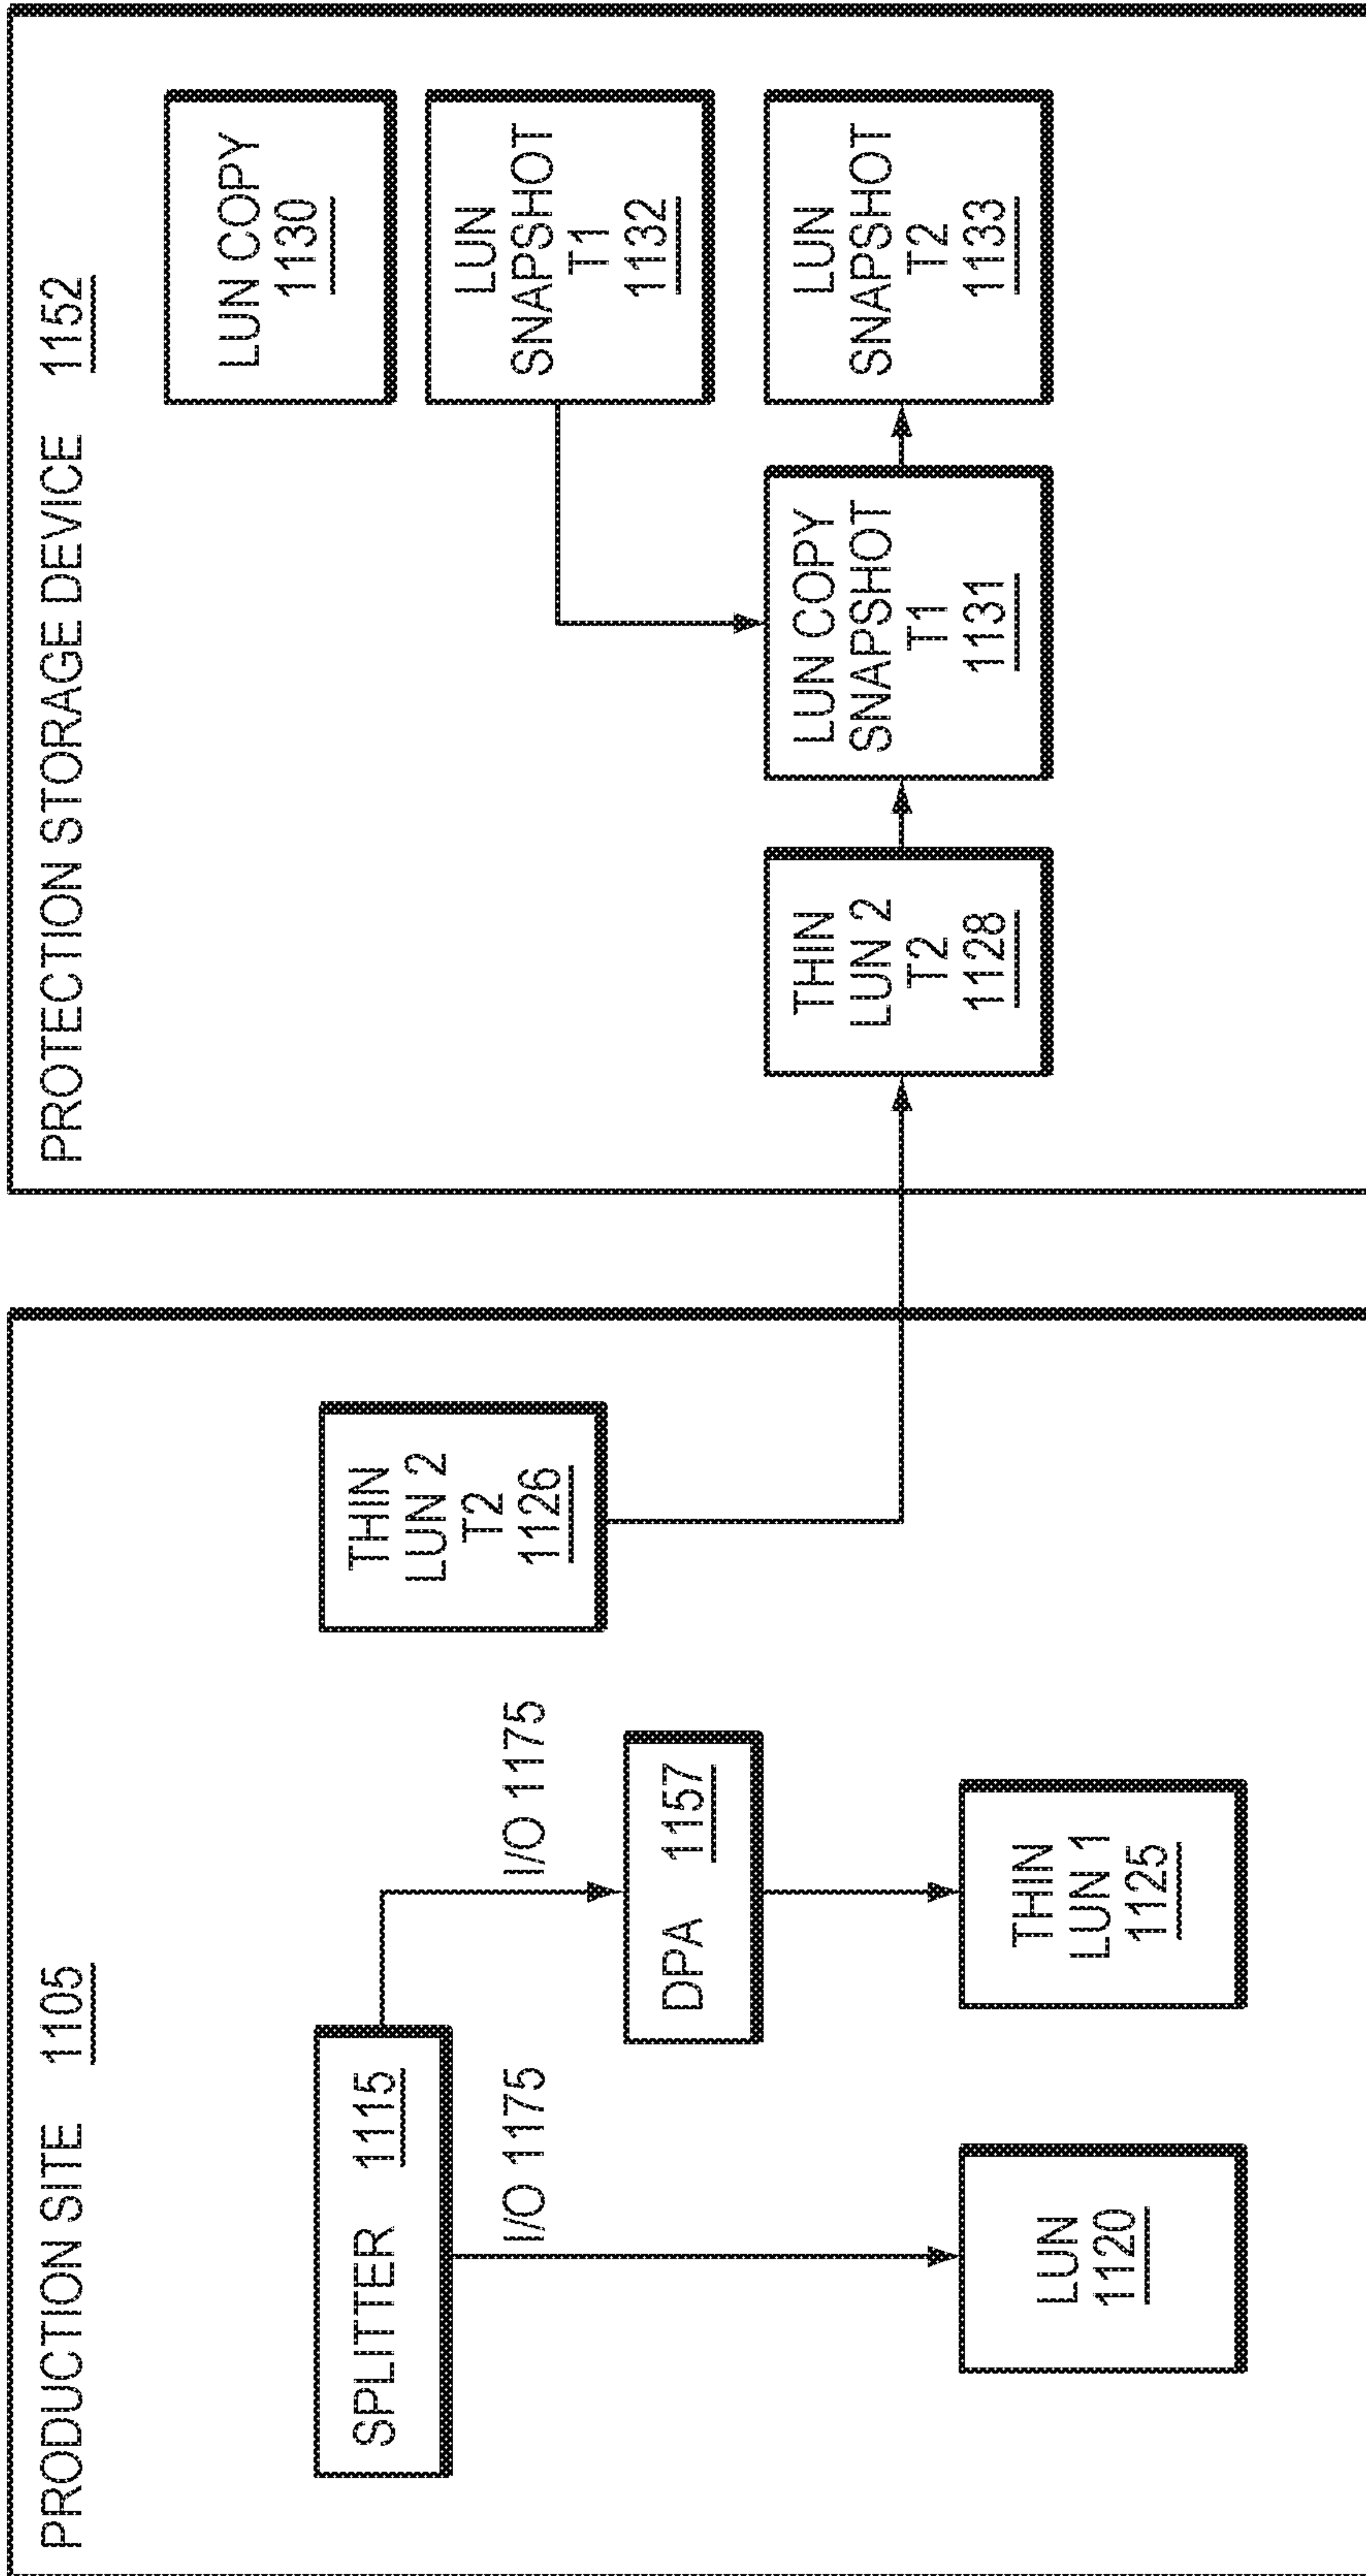 PRODUCTION SITE 1105
SPLITTER 1115
I/O 1175
I/O 1175
DPA 1157
LUN
1120
THIN
LUN 1
1125
THIN
LUN 2
T2
1126
PROTECTION STORAGE DEVICE 1152
LUN COPY
1130
LUN
SNAPSHOT
T1
1132
THIN
LUN 2
T2
1128
LUN COPY
SNAPSHOT
T1
1131
LUN
SNAPSHOT
T2
1133